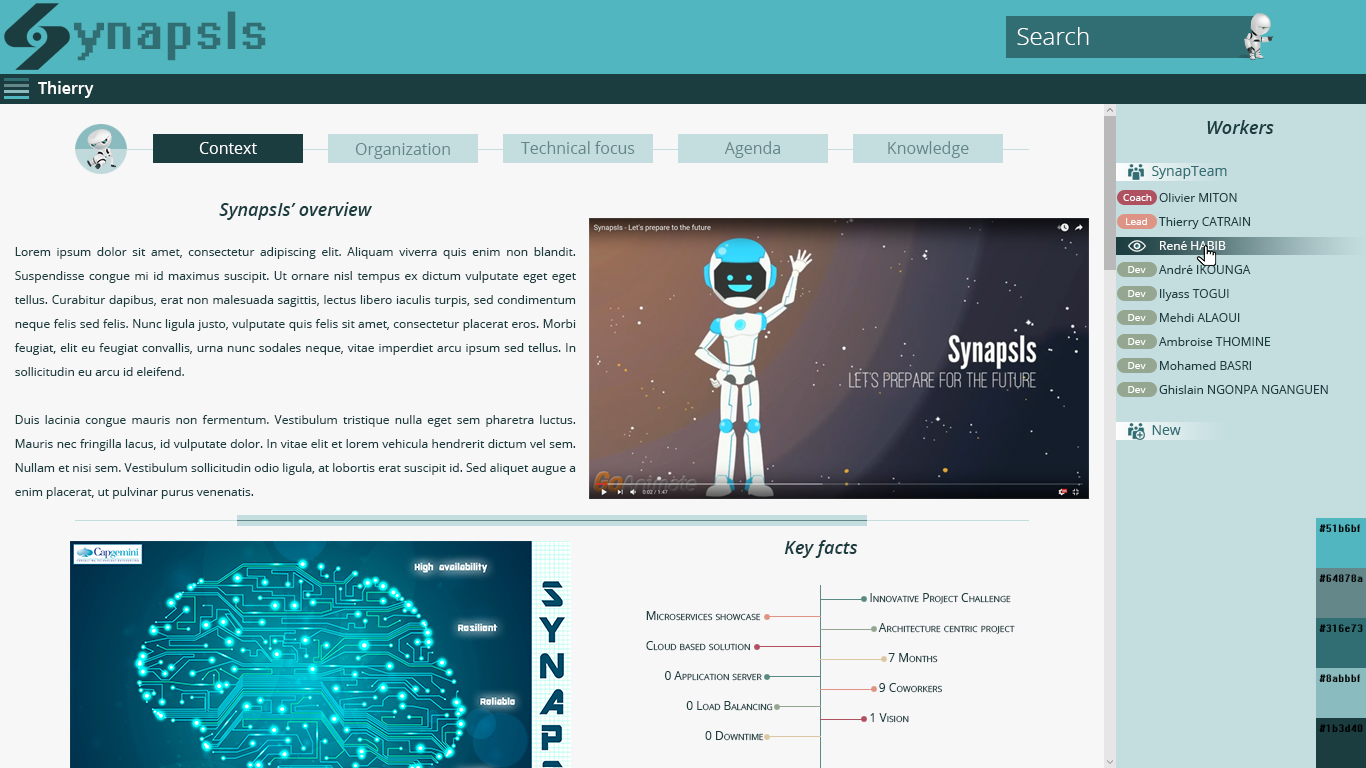 Synapsis
Search
Thierry
Context
Organization
Technical focus
Agenda
Knowledge
SynapsIs’ overview
Lorem ipsum dolor sit amet, consectetur adipiscing elit. Aliquam viverra quis enim non blandit.
Suspendisse congue mi id maximus suscipit. Ut ornare nisl tempus ex dictum vulputate eget eget
tellus. Curabitur dapibus, erat non malesuada sagittis, lectus libero iaculis turpis, sed condimentum
neque felis sed felis. Nunc ligula justo, vulputate quis felis sit amet, consectetur placerat eros. Morbi
feugiat, elit eu feugiat convallis, urna nunc sodales neque, vitae imperdiet arcu ipsum sed tellus. In
sollicitudin eu arcu id eleifend.
Duis lacinia congue mauris non fermentum. Vestibulum tristique nulla eget sem pharetra luctus.
Mauris nec fringilla lacus, id vulputate dolor. In vitae elit et lorem vehicula hendrerit dictum vel sem.
Nullam et nisi sem. Vestibulum sollicitudin odio ligula, at lobortis erat suscipit id. Sed aliquet augue a
enim placerat, ut pulvinar purus venenatis.
SynapsIs - Let's prepare to the future
SynapsIs
LET'S PREPARE FOR THE FUTURE
GoAnimate
0:02 / 1:47
Capgemini
High availability
Resilient
Reliable
S
Y
N
A
P
Key facts
Innovative Project Challenge
Microservices showcase
Architecture centric project
Cloud based solution
7 Months
0 Application server
9 Coworkers
0 Load Balancing
1 Vision
0 Downtime
Workers
SynapTeam
Coach Olivier MITON
Lead Thierry CATRAIN
René HABIB
Dev André IKOUNGA
Dev Ilyass TOGUI
Dev Mehdi ALAOUI
Dev Ambroise THOMINE
Dev Mohamed BASRI
Dev Ghislain NGONPA NGANGUEN
New
#51b6bf
#64878a
#316e73
#8abbbf
#1b3d40